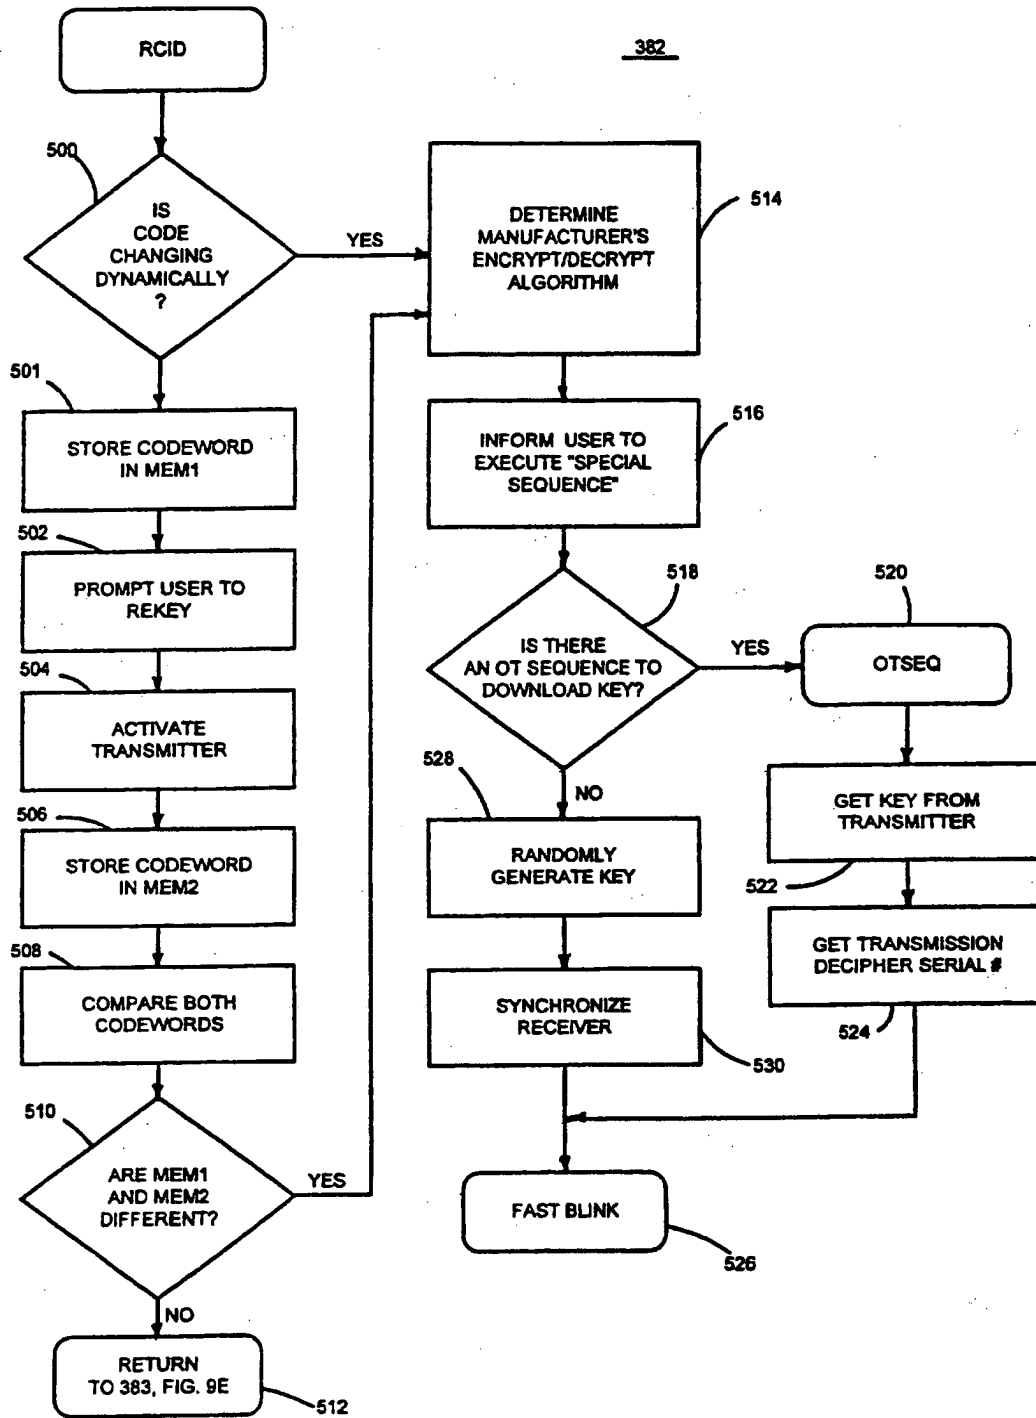 RCID
382
500
IS
CODE
CHANGING
DYNAMICALLY
?
YES
514
DETERMINE
MANUFACTURER'S
ENCRYPT/DECRYPT
ALGORITHM
501
STORE CODEWORD
IN MEM1
516
INFORM USER TO
EXECUTE "SPECIAL
SEQUENCE"
502
PROMPT USER TO
REKEY
518
IS THERE
AN OT SEQUENCE TO
DOWNLOAD KEY?
YES
520
OTSEQ
504
ACTIVATE
TRANSMITTER
528
NO
RANDOMLY
GENERATE KEY
GET KEY FROM
TRANSMITTER
522
506
STORE CODEWORD
IN MEM2
508
COMPARE BOTH
CODEWORDS
SYNCHRONIZE
RECEIVER
530
GET TRANSMISSION
DECIPHER SERIAL #
524
510
ARE MEM1
AND MEM2
DIFFERENT?
YES
FAST BLINK
526
NO
RETURN
TO 383, FIG. 9E
512